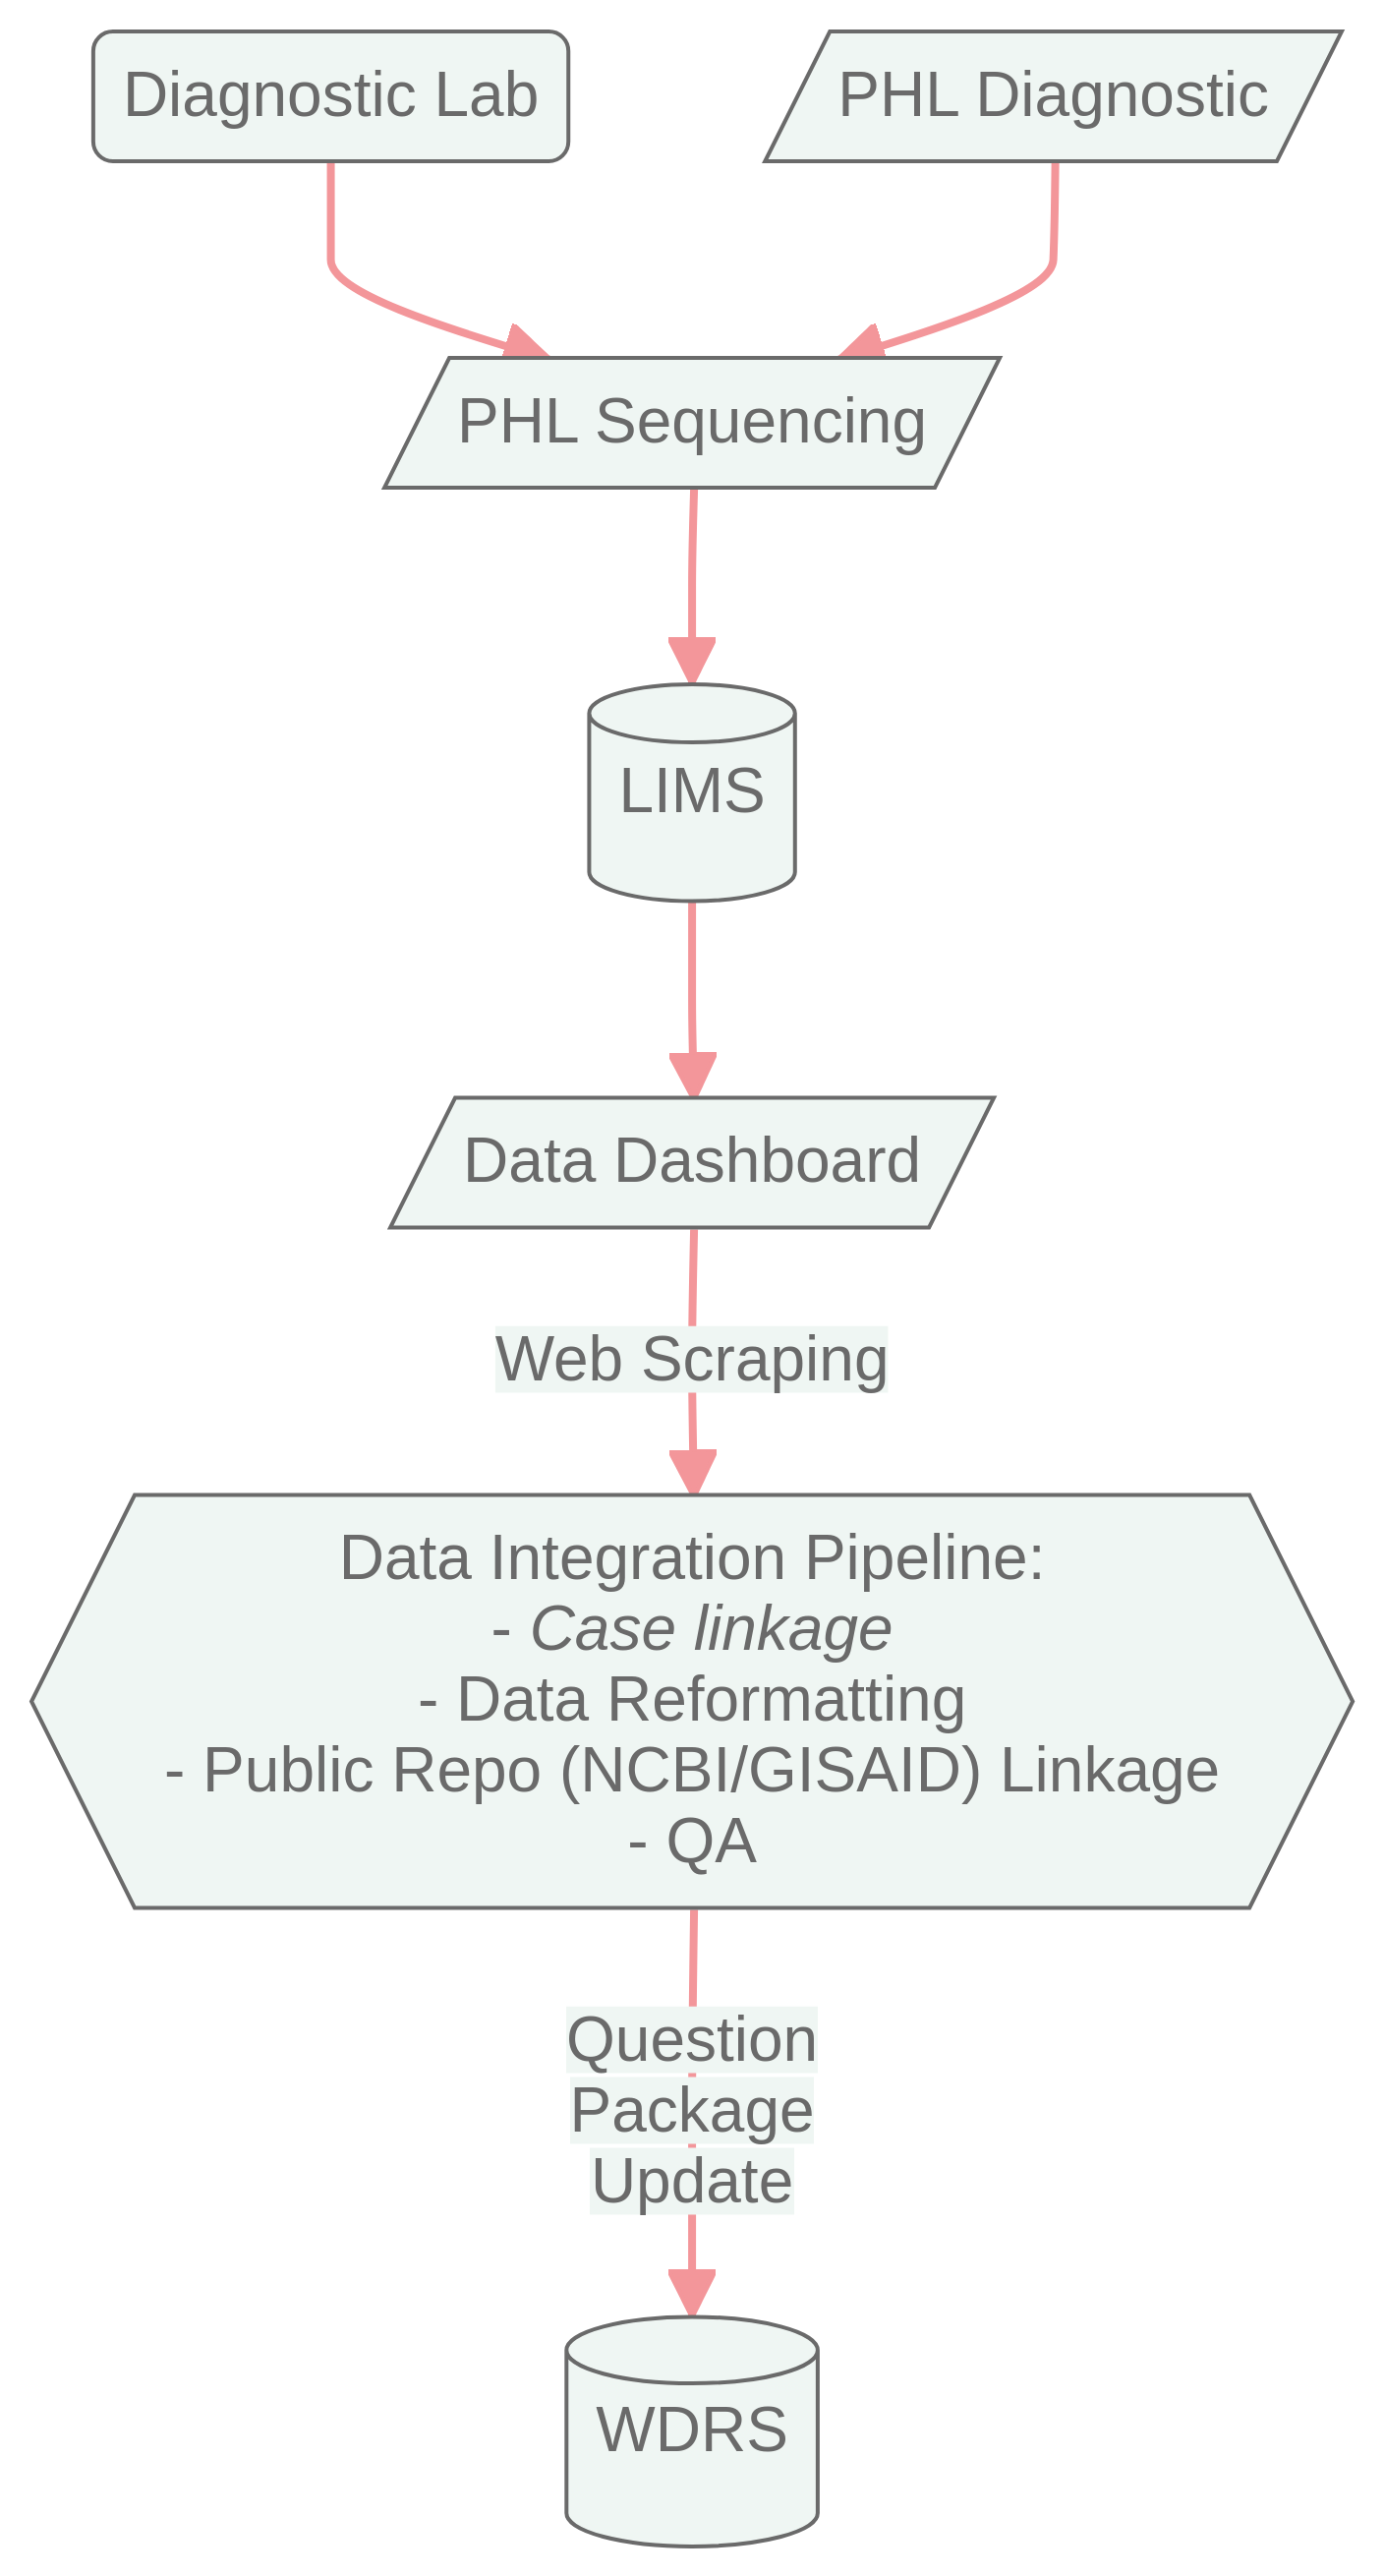 Diagnostic Lab
PHL Diagnostic
PHL Sequencing
LIMS
Data Dashboard
Web Scraping
Data Integration Pipeline:
- Case linkage
- Data Reformatting
- Public Repo (NCBI/GISAID) Linkage
- QA
Question
Package
Update
WDRS